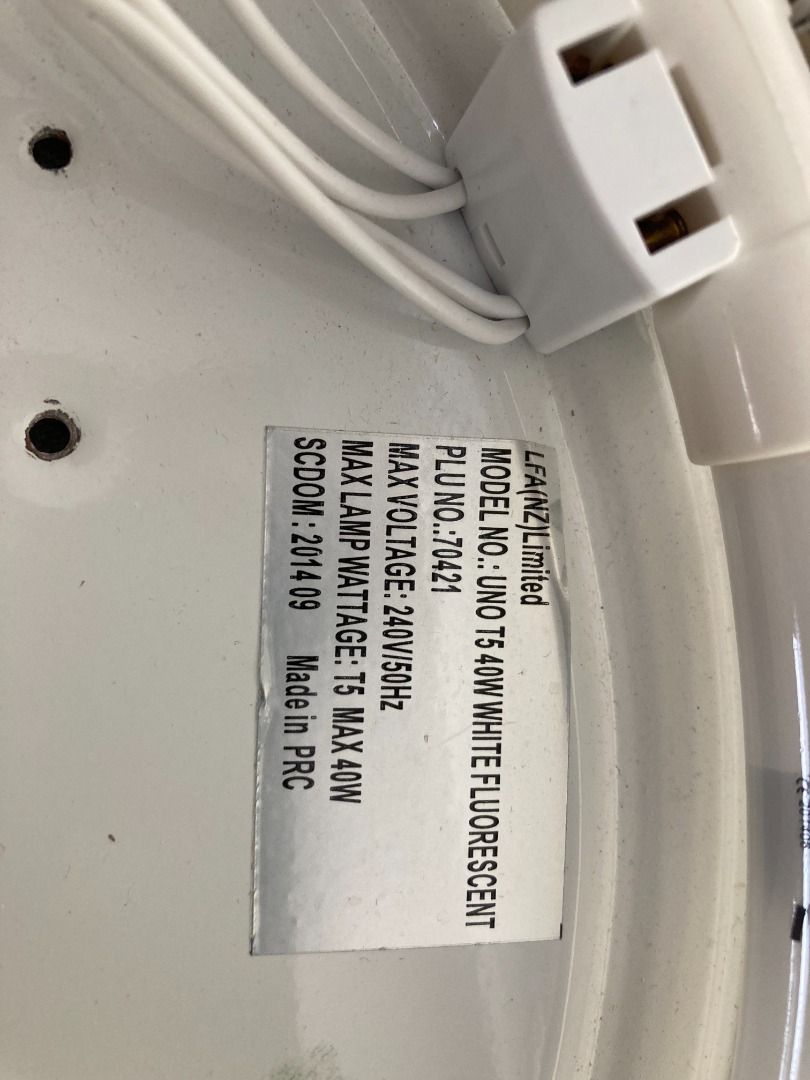 LFA(NZ)Limited
MODEL NO.: UNO T5 40W WHITE FLUORESCENT
PLU NO.:70421
MAX VOLTAGE: 240V/50Hz
MAX LAMP WATTAGE: T5 MAX 40W
SCDOM : 2014 09 Made in PRC